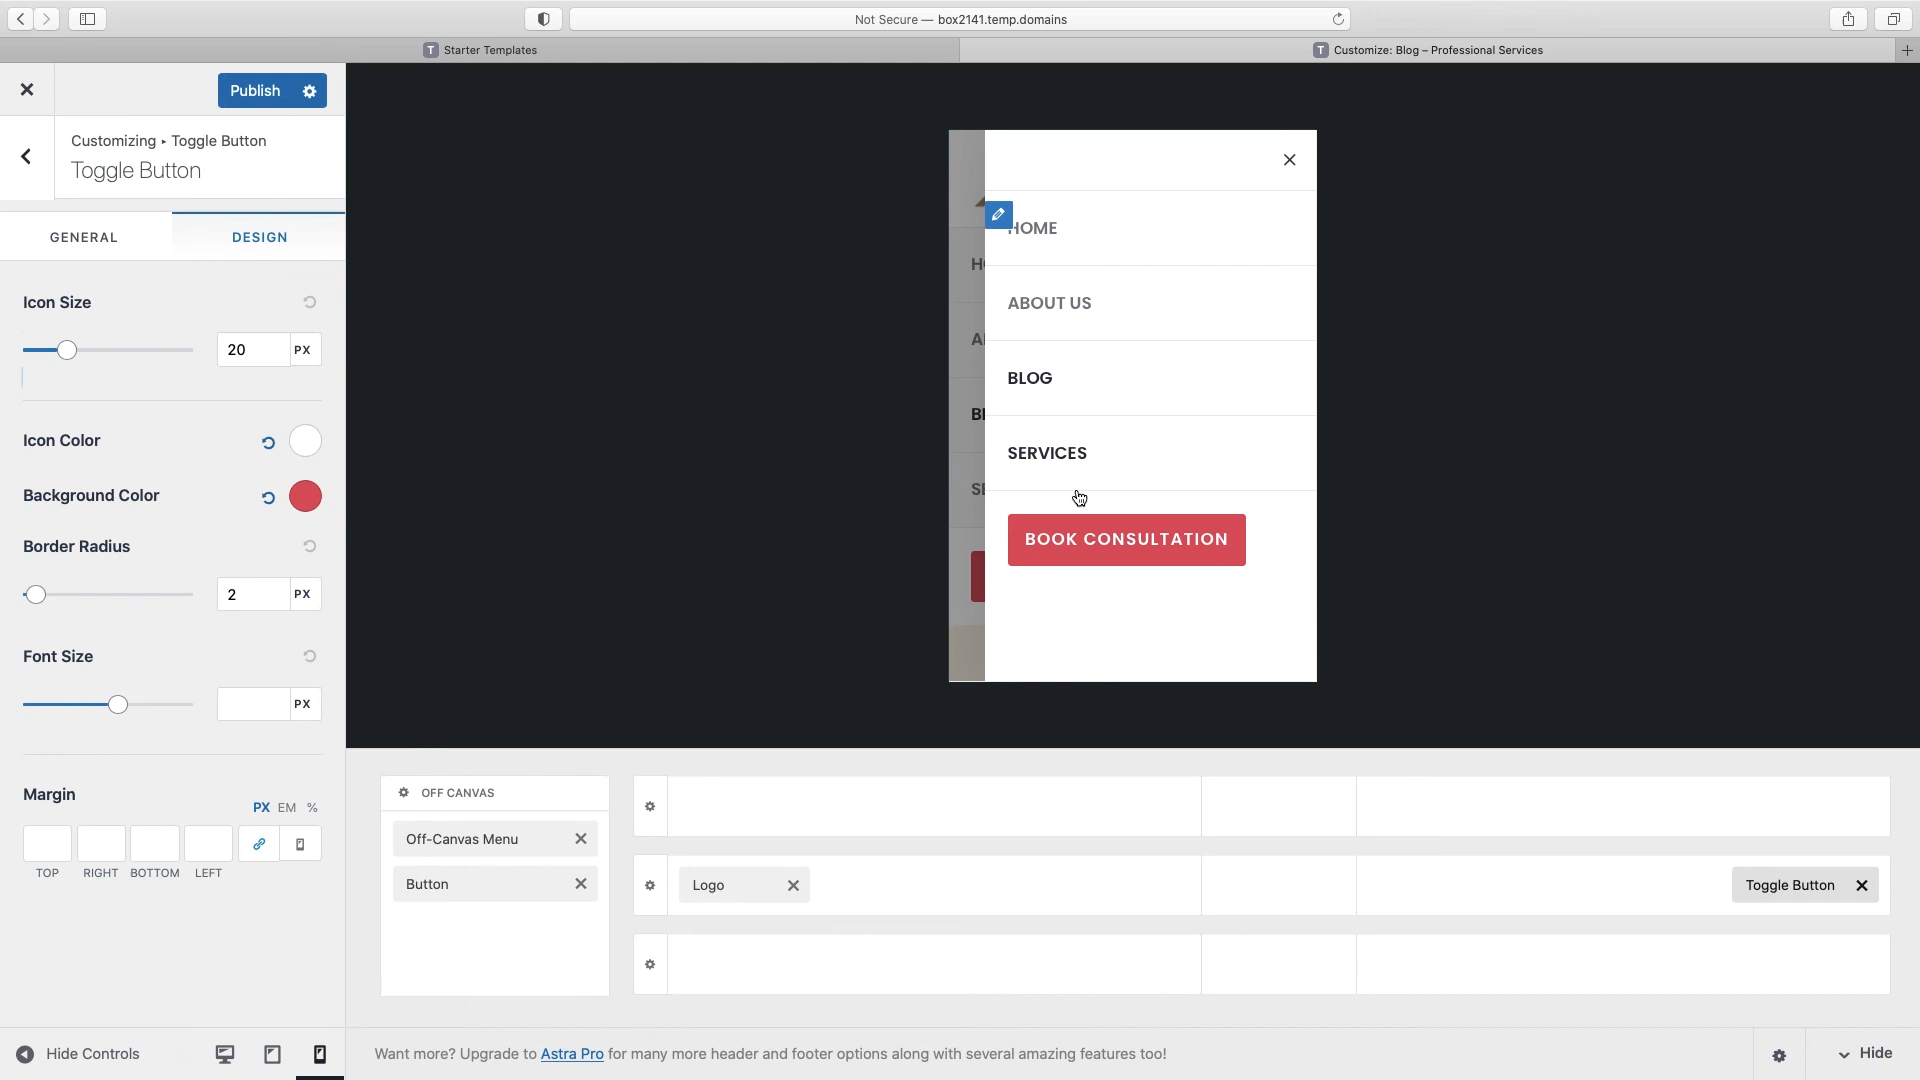 Not Secure — box2141.temp.domains
T Starter Templates
T Customize: Blog – Professional Services
Publish
Customizing ▸ Toggle Button
Toggle Button
GENERAL
DESIGN
Icon Size
20 PX
Icon Color
Background Color
Border Radius
2 PX
Font Size
PX
Margin
PX EM %
TOP RIGHT BOTTOM LEFT
Hide Controls
HOME
ABOUT US
BLOG
SERVICES
BOOK CONSULTATION
OFF CANVAS
Off-Canvas Menu
Button
Logo
Toggle Button
Want more? Upgrade to Astra Pro for many more header and footer options along with several amazing features too!
Hide